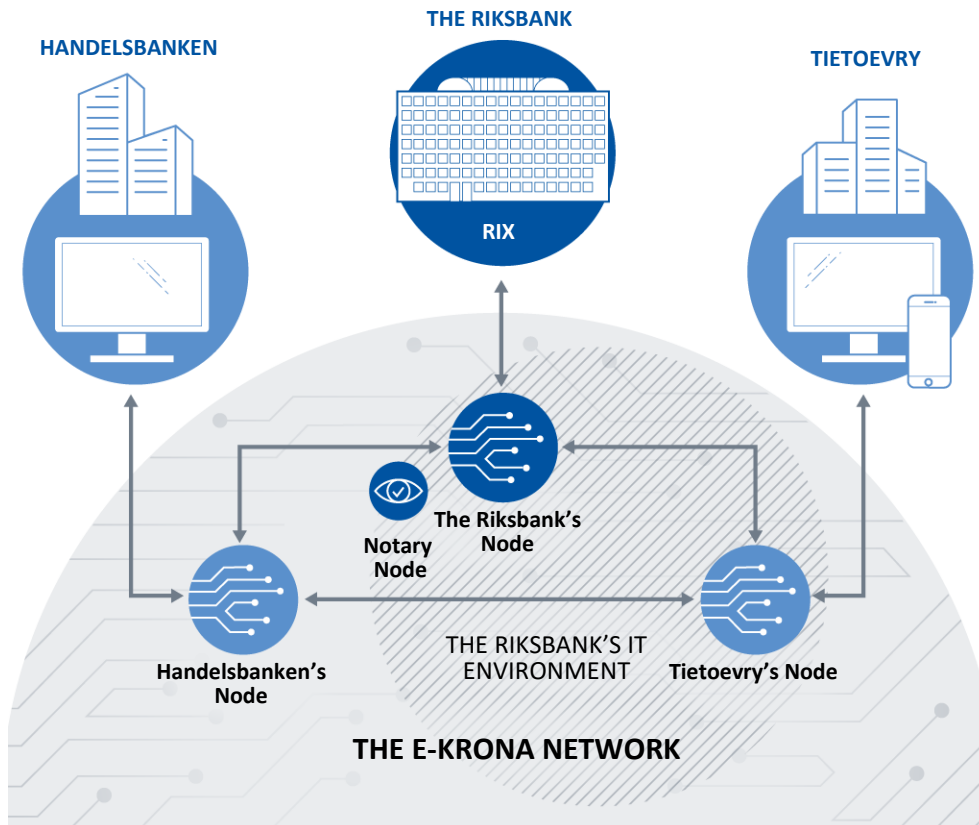 THE RIKSBANK
HANDELSBANKEN
TIETOEVRY
RIX
The Riksbank's
Node
Notary
Node
Handelsbanken's
Node
THE RIKSBANK'S IT
ENVIRONMENT
Tietoevry's Node
THE E-KRONA NETWORK